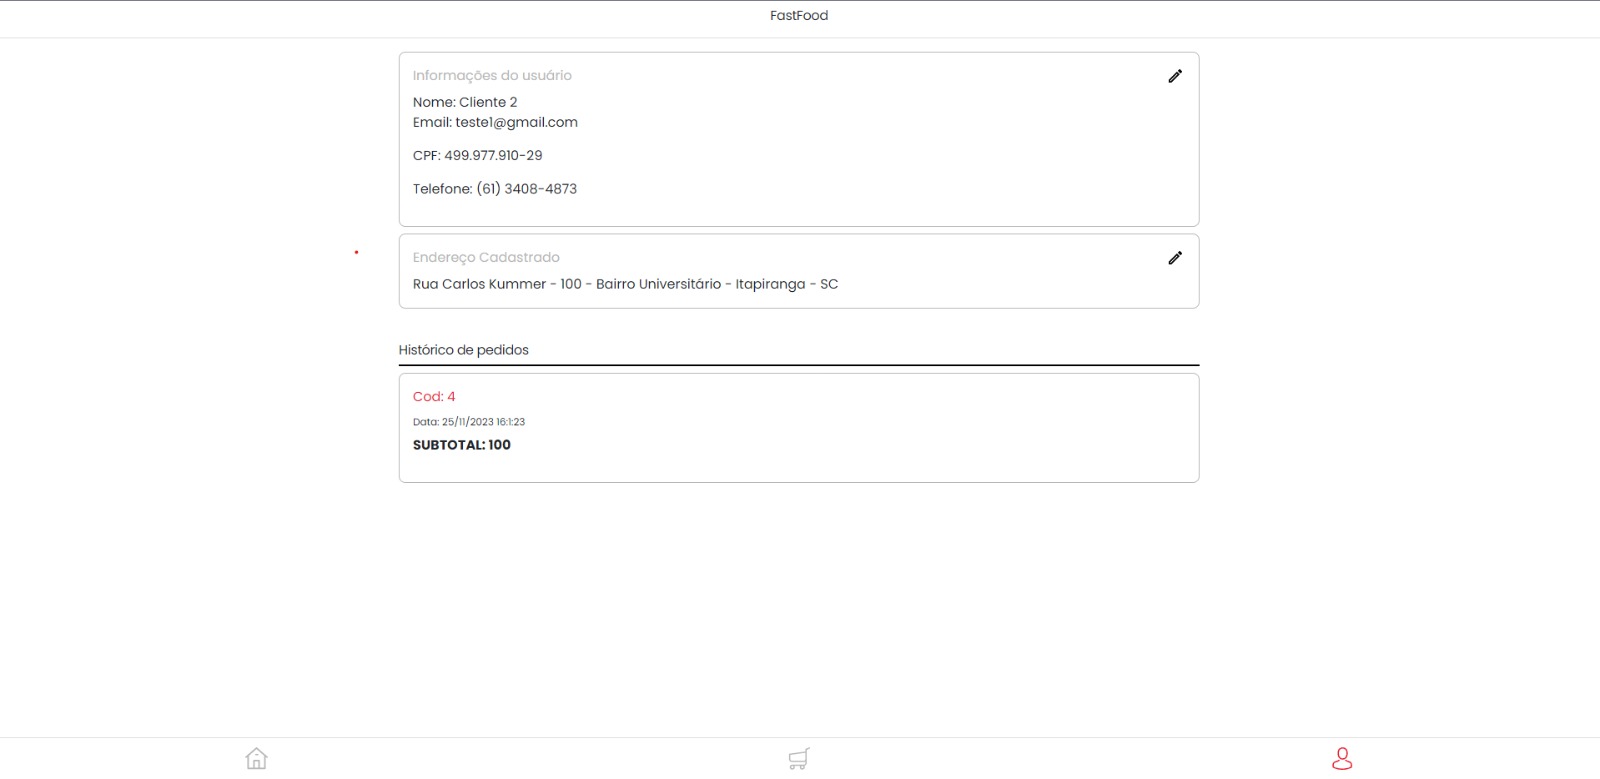 FastFood
Informações do usuário
Nome: Cliente 2
Email: teste1@gmail.com
CPF: 499.977.910-29
Telefone: (61) 3408-4873
Endereço Cadastrado
Rua Carlos Kummer - 100 - Bairro Universitário - Itapiranga - SC
Histórico de pedidos
Cod: 4
Data: 25/11/2023 16:1:23
SUBTOTAL: 100